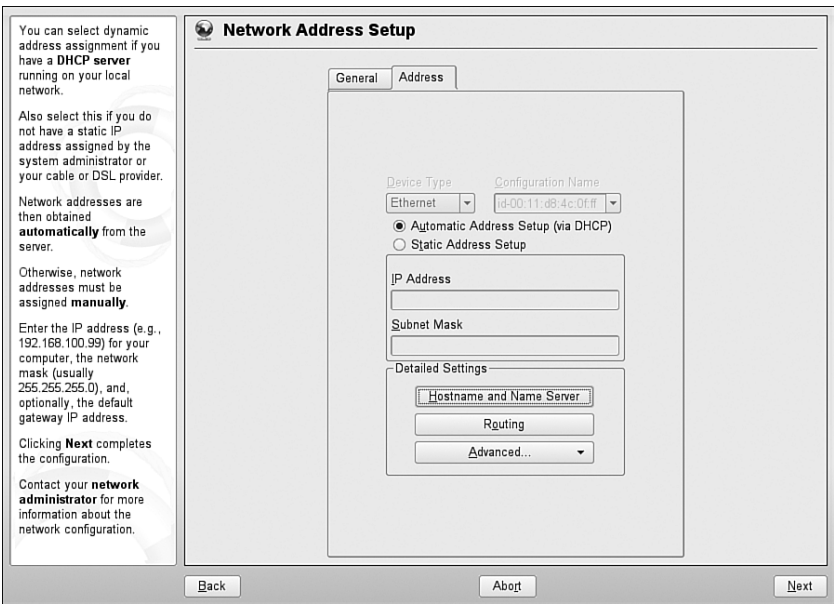 You can select dynamic
address assignment if you
have a DHCP server
running on your local
network.
Also select this if you do
not have a static IP
address assigned by the
system administrator or
your cable or DSL provider.
Network addresses are
then obtained
automatically from the
server.
Otherwise, network
addresses must be
assigned manually.
Enter the IP address (e.g.,
192.168.100.99) for your
computer, the network
mask (usually
255.255.255.0), and,
optionally, the default
gateway IP address.
Clicking Next completes
the configuration.
Contact your network
administrator for more
information about the
network configuration.
Network Address Setup
General Address
Device Type Configuration Name
Ethernet id-00:11:d8:4c:0f:ff
Automatic Address Setup (via DHCP)
Static Address Setup
IP Address
Subnet Mask
Detailed Settings
Hostname and Name Server
Routing
Advanced...
Back Abort Next